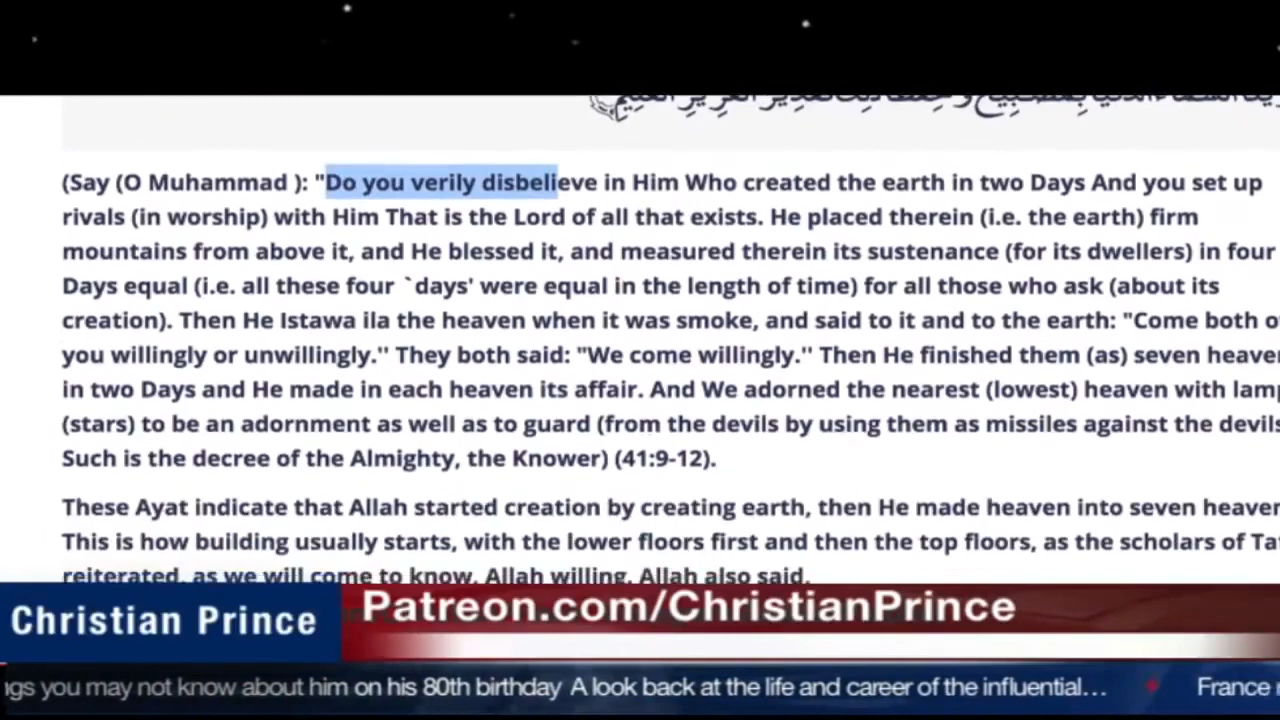 (Say (O Muhammad ): "Do you verily disbelieve in Him Who created the earth in two Days And you set up
rivals (in worship) with Him That is the Lord of all that exists. He placed therein (i.e. the earth) firm
mountains from above it, and He blessed it, and measured therein its sustenance (for its dwellers) in four
Days equal (i.e. all these four `days' were equal in the length of time) for all those who ask (about its
creation). Then He Istawa ila the heaven when it was smoke, and said to it and to the earth: "Come both
you willingly or unwillingly.'' They both said: "We come willingly.'' Then He finished them (as) seven
in two Days and He made in each heaven its affair. And We adorned the nearest (lowest) heaven with
(stars) to be an adornment as well as to guard (from the devils by using them as missiles against the devils
Such is the decree of the Almighty, the Knower) (41:9-12).
These Ayat indicate that Allah started creation by creating earth, then He made heaven into seven
This is how building usually starts, with the lower floors first and then the top floors, as the scholars of
reiterated, as we will come to know, Allah willing. Allah also said,
Christian Prince
Patreon.com/ChristianPrince
you may not know about him on his 80th birthday A look back at the life and career of the influential... France